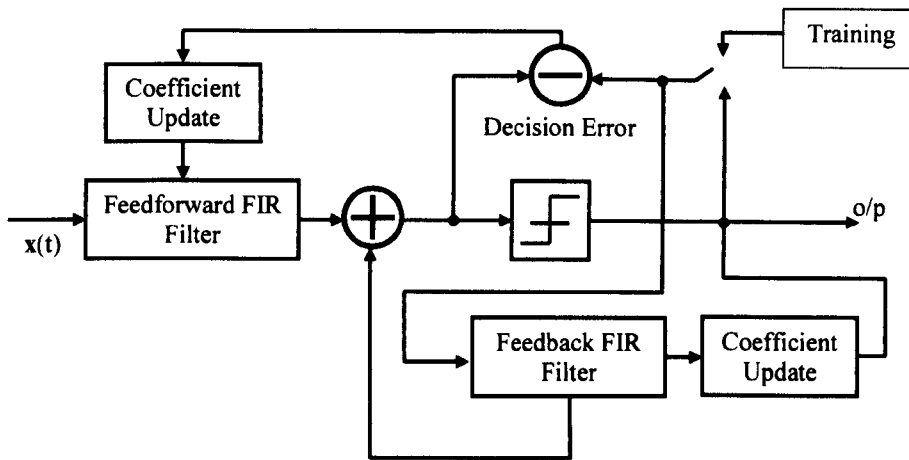 Training
Coefficient
Update
Decision Error
Feedforward FIR
Filter
x(t)
o/p
Feedback FIR
Filter
Coefficient
Update